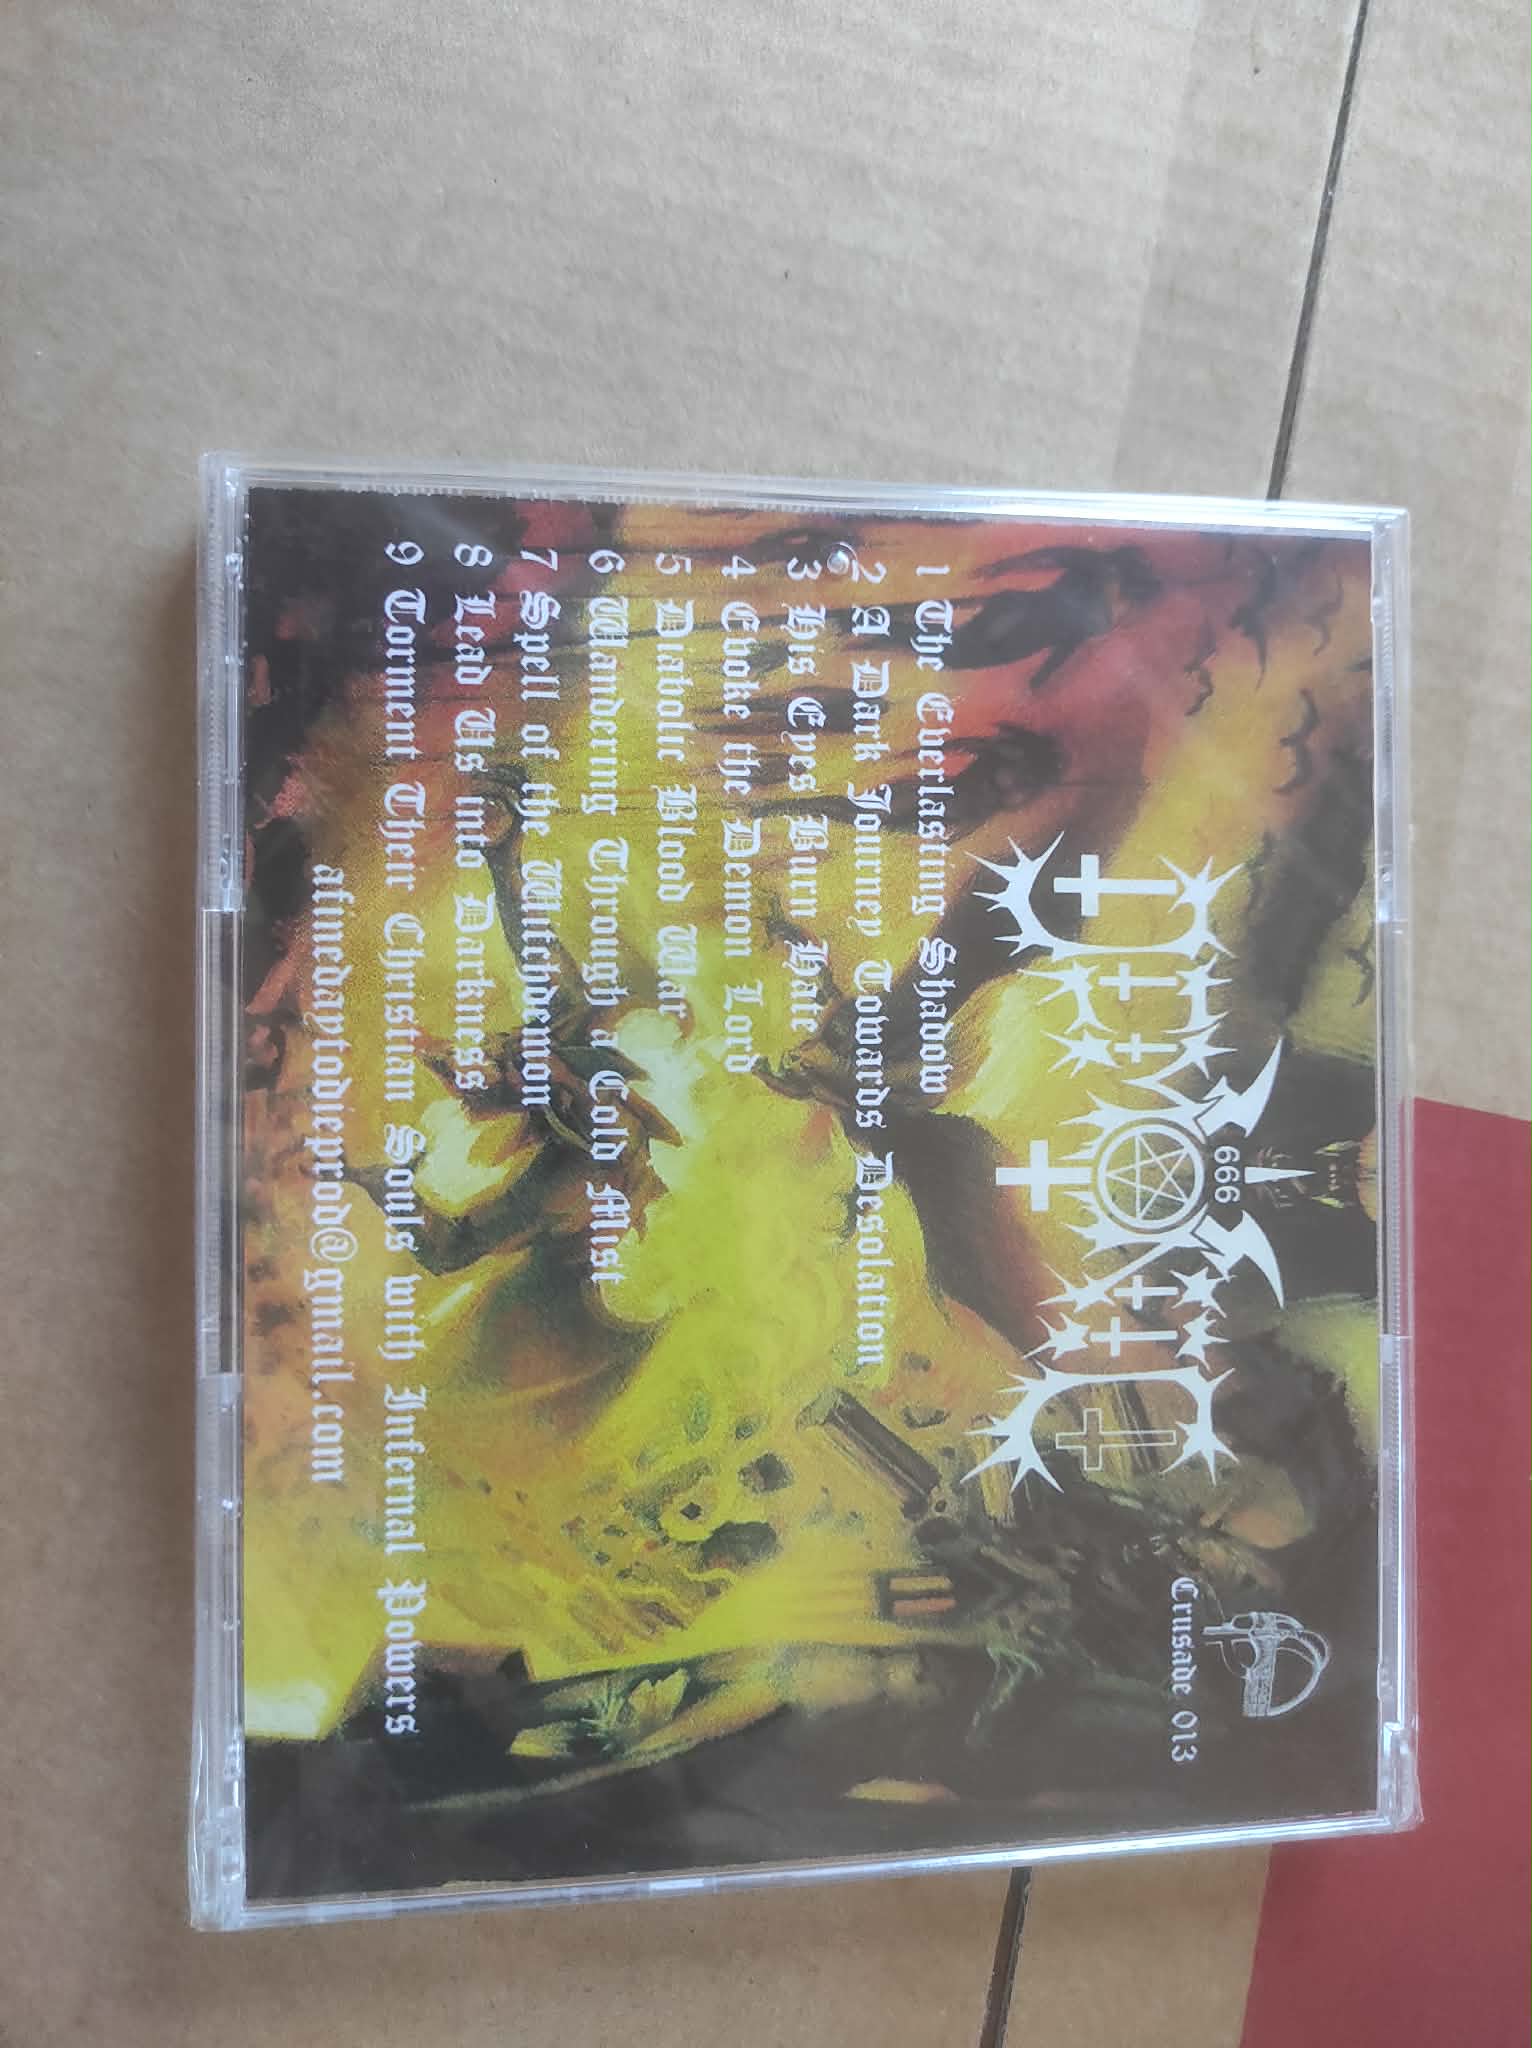 666
Crusade 013
1 The Everlasting Shadow
2 A Dark Journey Towards Desolation
3 His Eyes Burn Hate
4 Evoke the Demon Lord
5 Diabolic Blood War
6 Wandering Through a Cold Mist
7 Spell of the Witchdemon
8 Lead Us into Darkness
9 Torment Their Christian Souls with Infernal Powers
afinedaytodieprod@gmail.com